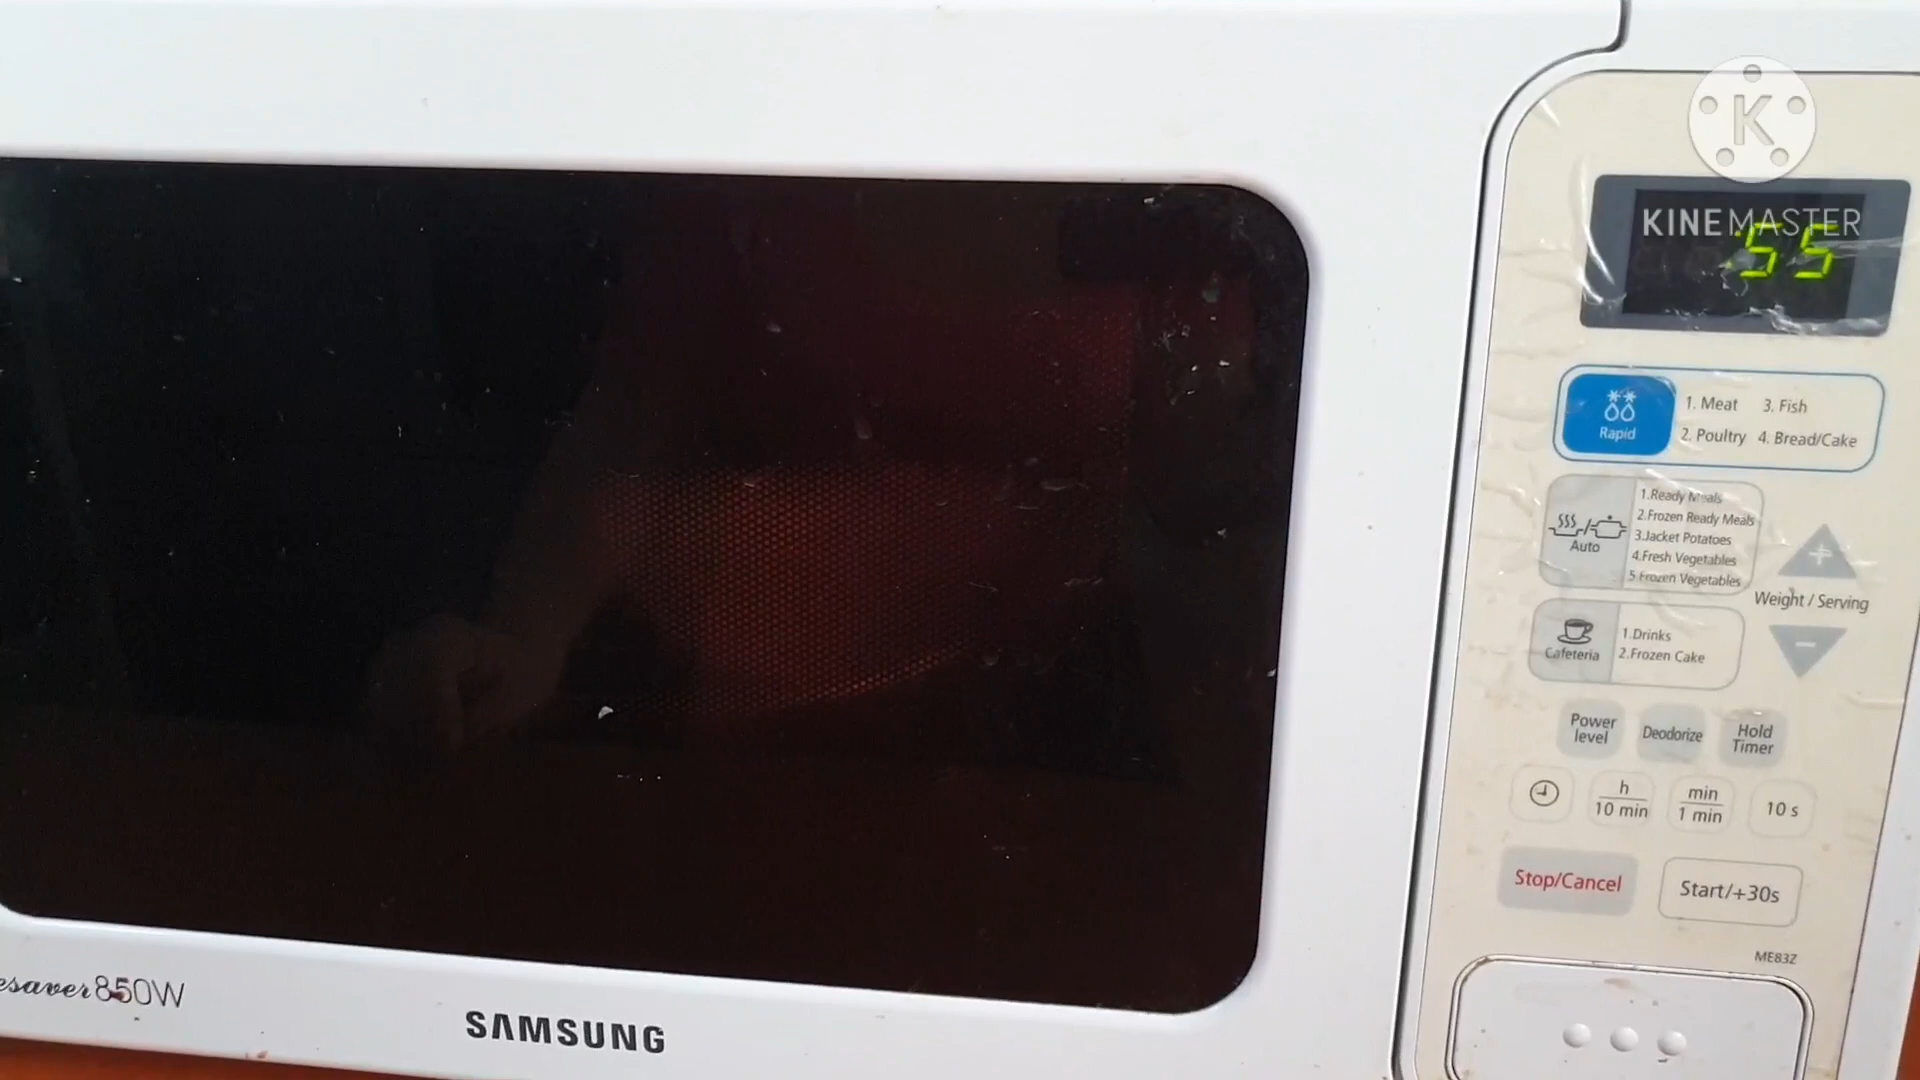 K
KINEMASTER
55
Rapid
1. Meat 3. Fish
2. Poultry 4. Bread/Cake
Auto
1.Ready Meals
2.Frozen Ready Meals
3.Jacket Potatoes
4.Fresh Vegetables
5.Frozen Vegetables
+
Weight / Serving
-
Cafeteria
1.Drinks
2.Frozen Cake
Power
level
Deodorize
Hold
Timer
h
10 min
min
1 min
10 s
Stop/Cancel
Start/+30s
ME83Z
esaver850W
SAMSUNG